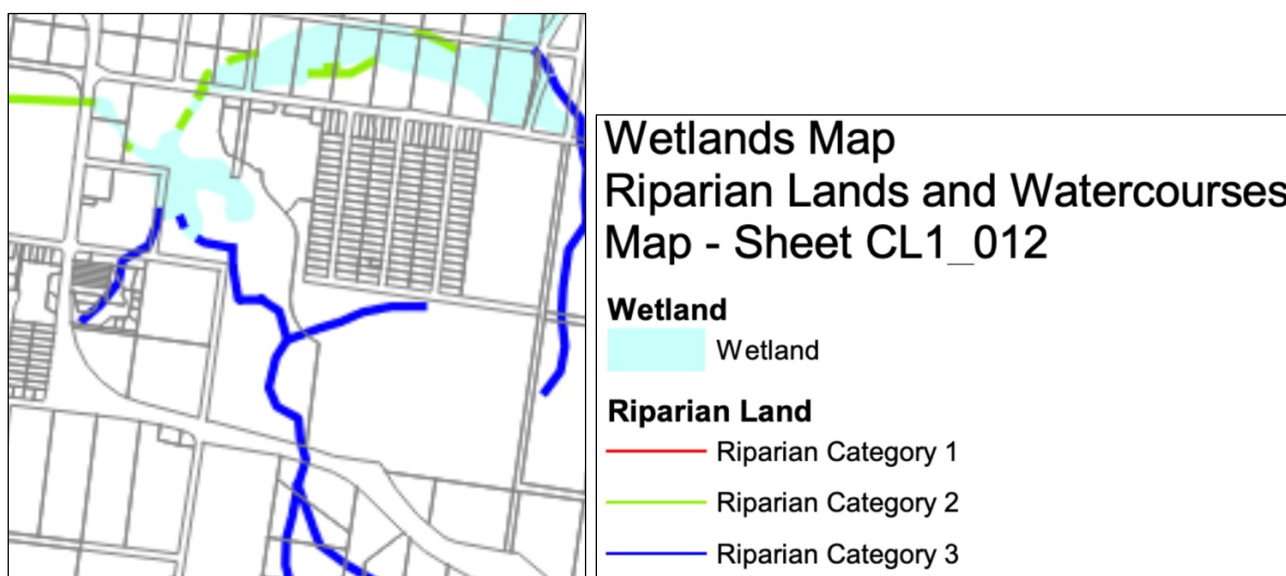 Wetlands Map
Riparian Lands and Watercourses
Map - Sheet CL1_012
Wetland
Wetland
Riparian Land
Riparian Category 1
Riparian Category 2
Riparian Category 3